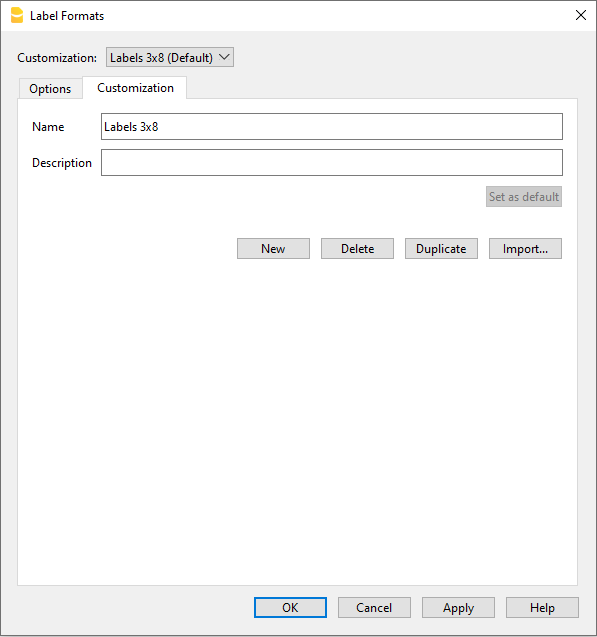 Label Formats
Customization: Labels 3x8 (Default)
Options Customization
Name Labels 3x8
Description
Set as default
New Delete Duplicate Import...
OK Cancel Apply Help